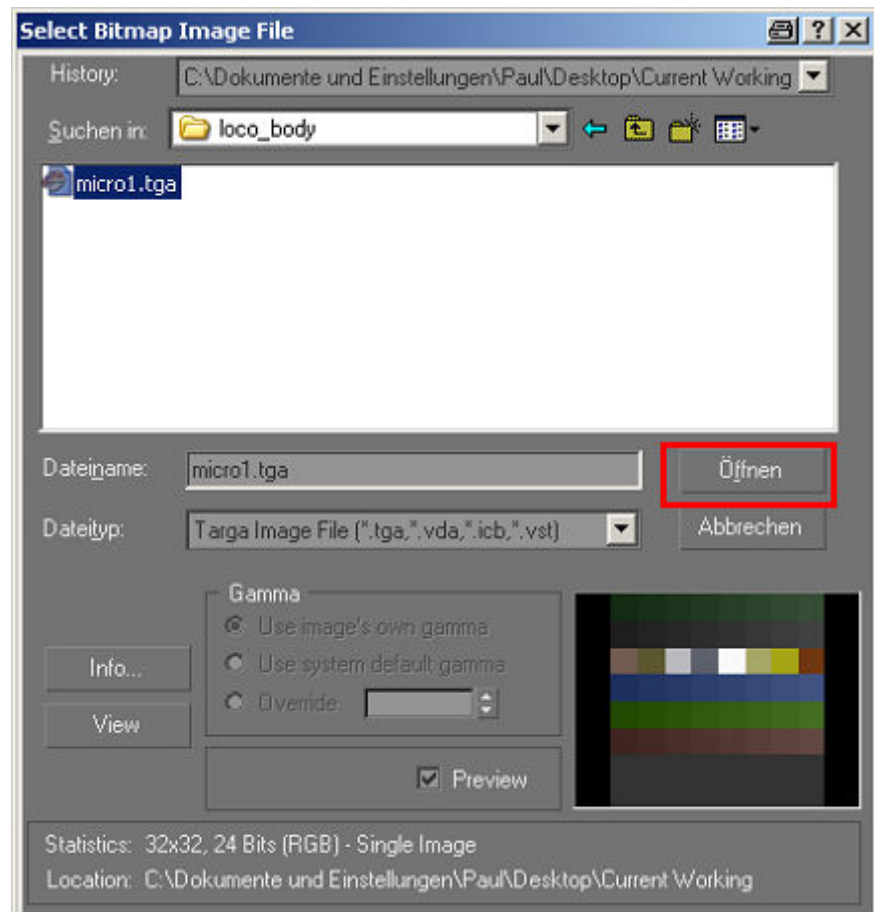 Select Bitmap Image File
History: C:\Dokumente und Einstellungen\Paul\Desktop\Current Working
Suchen in: loco_body
micro1.tga
Dateiname: micro1.tga
Öffnen
Dateityp: Targa Image File (*.tga,*.vda,*.icb,*.vst)
Abbrechen
Gamma
Use image's own gamma
Info...
Use system default gamma
Override
View
Preview
Statistics: 32x32, 24 Bits (RGB) - Single Image
Location: C:\Dokumente und Einstellungen\Paul\Desktop\Current Working